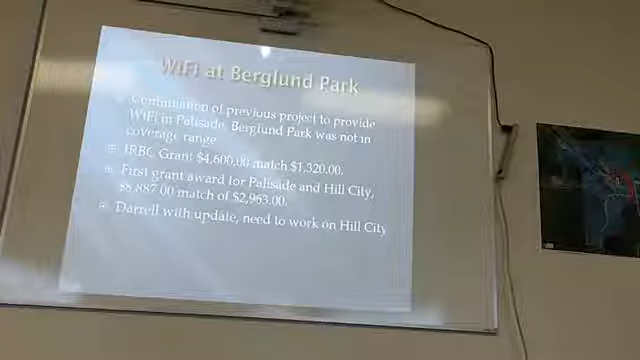 WiFi at Berglund Park
Continuation of previous project to provide
WiFi in Palisade, Berglund Park was not in
coverage range
IRBC Grant $4,600.00 match $1,320.00.
First grant award for Palisade and Hill City,
$8,887.00 match of $2,963.00.
Darrell with update, need to work on Hill City